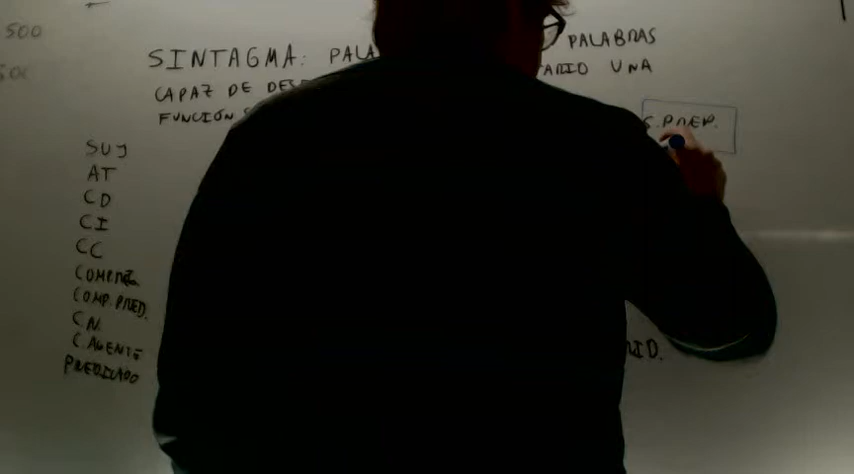 500
50
SINTAGMA: PALA PALABRAS
CAPAZ DE DES ARIO UNA
FUNCIÓN S
S.PREP.
SUJ
AT
CD
CI
CC
COMP.
COMP. PRED.
CN.
C. AGENTE
PREDICADO